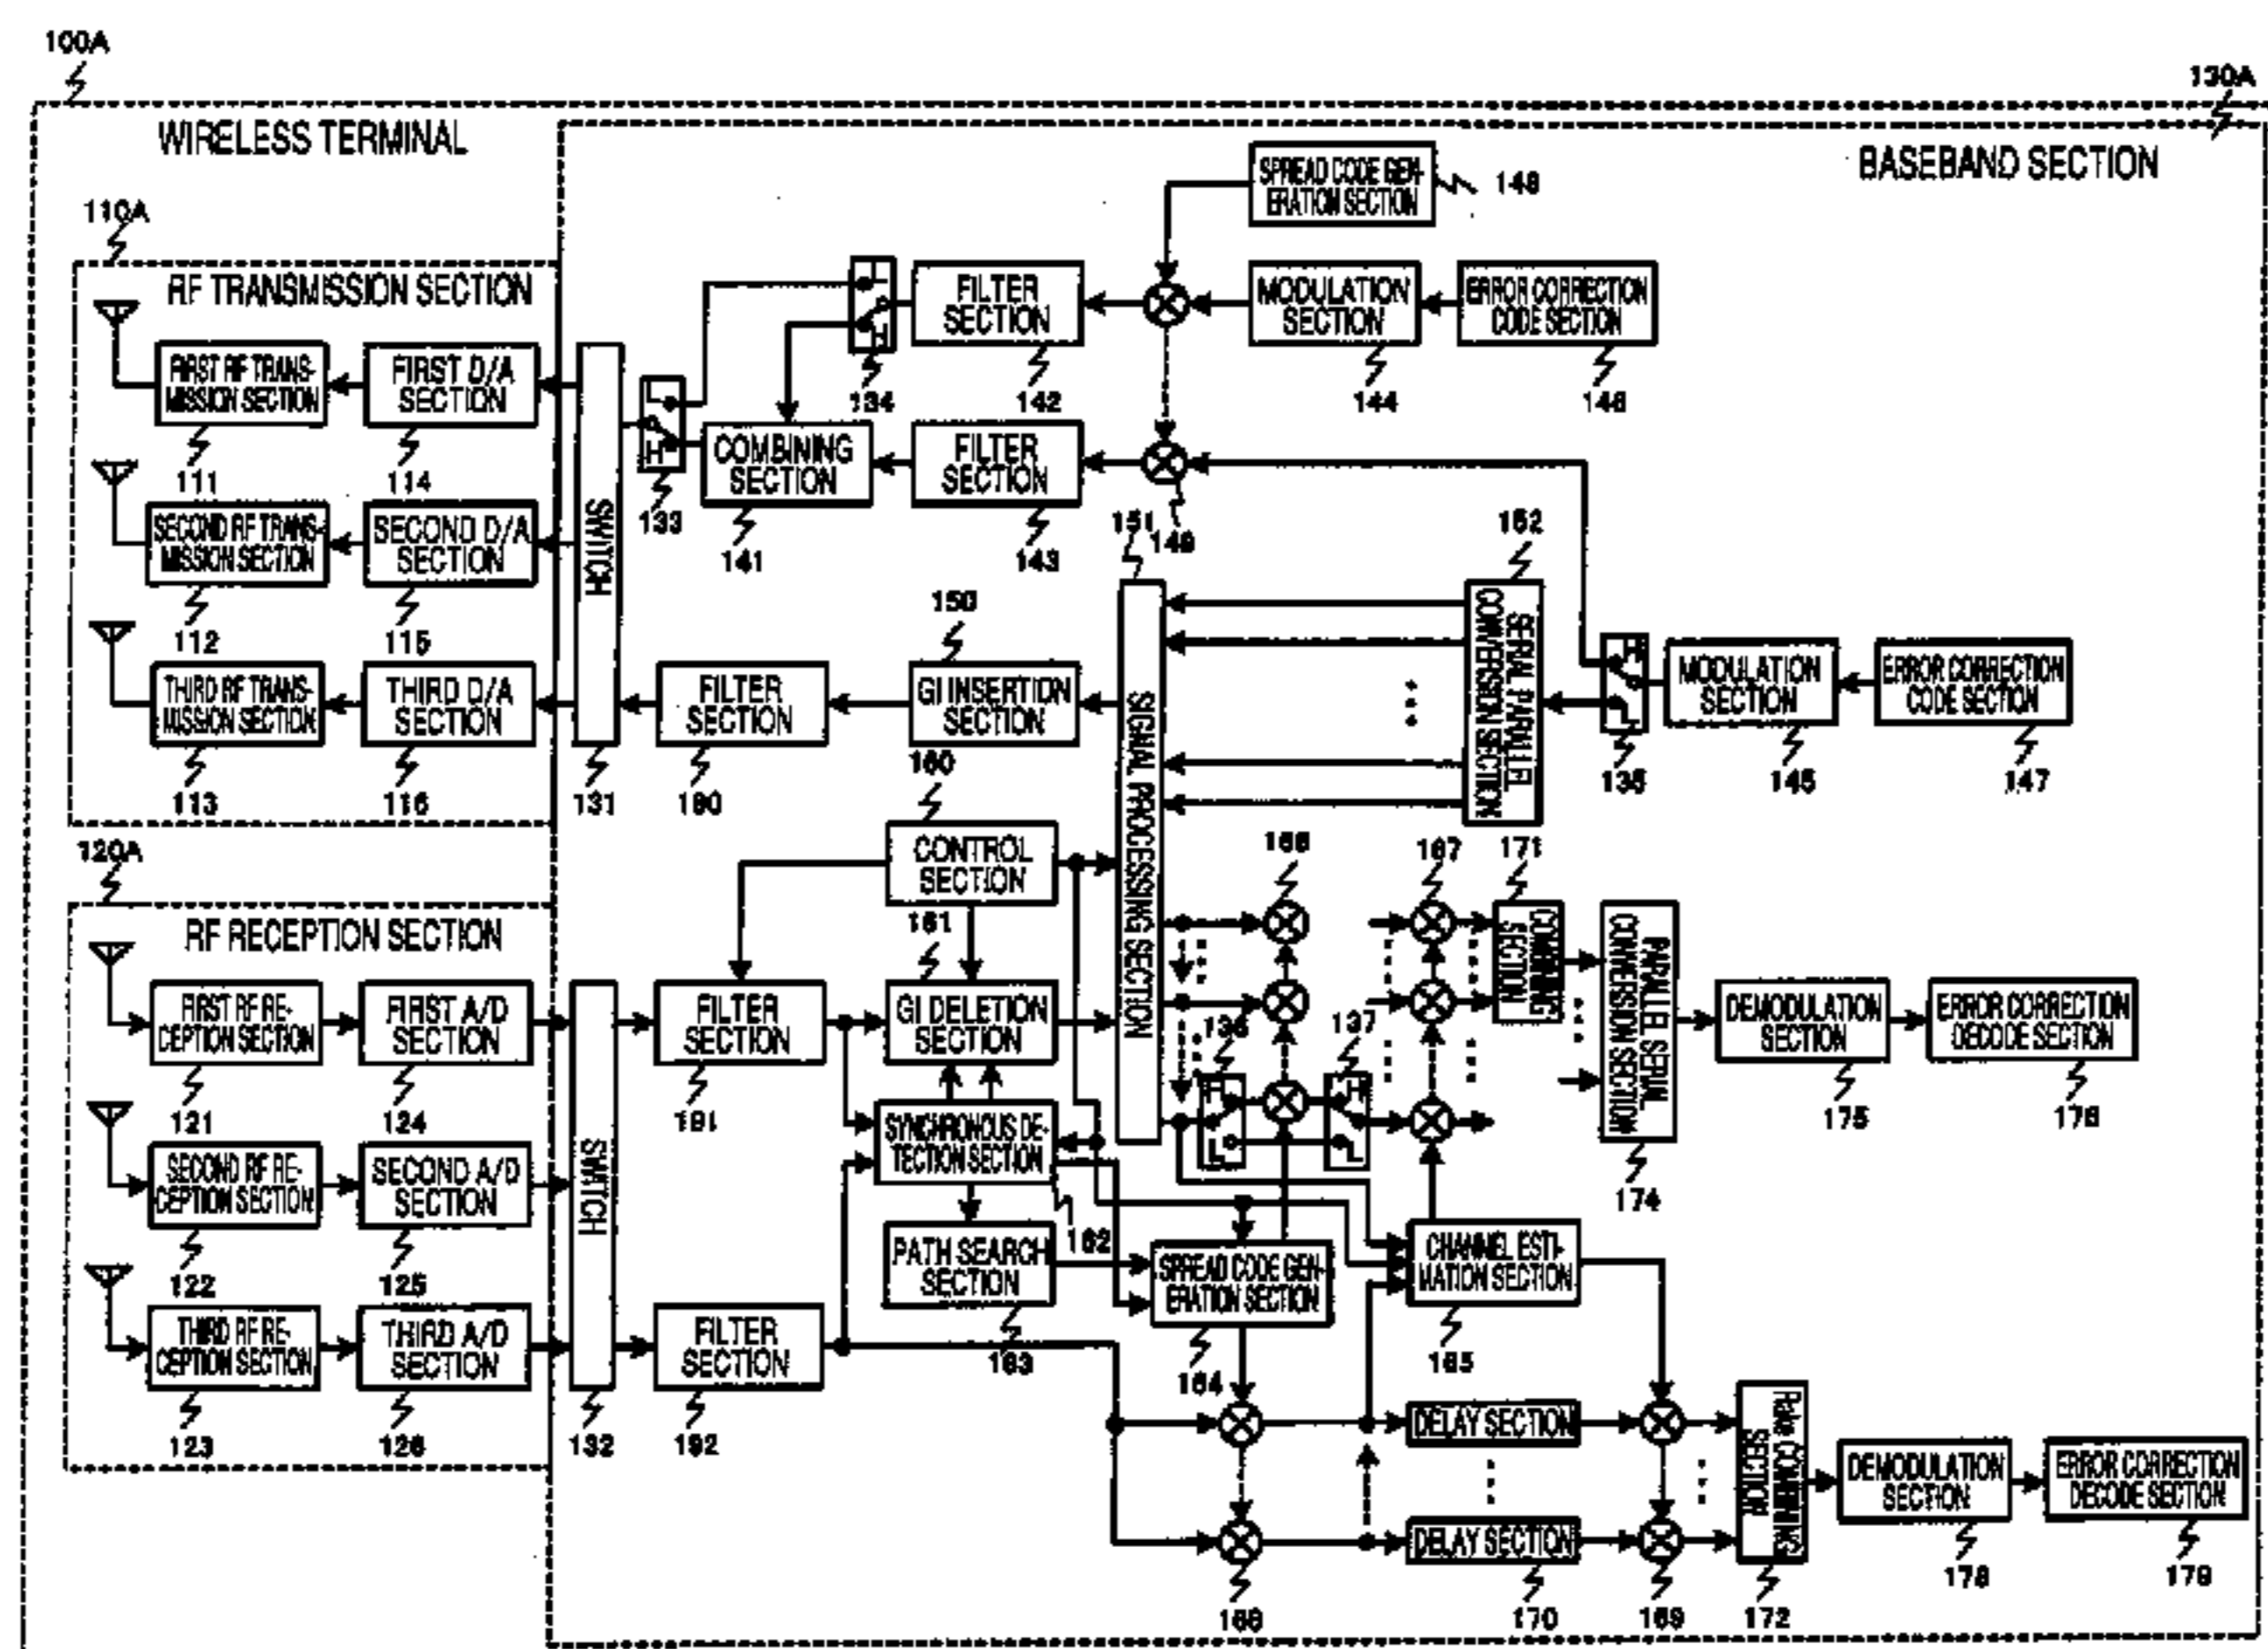 100A
130A
WIRELESS TERMINAL
BASEBAND SECTION
SPREAD CODE GEN-
ERATION SECTION
148
110A
RF TRANSMISSION SECTION
FIRST RF TRANS-
MISSION SECTION
111
FIRST D/A
SECTION
114
SECOND RF TRANS-
MISSION SECTION
112
SECOND D/A
SECTION
115
THIRD RF TRANS-
MISSION SECTION
113
THIRD D/A
SECTION
116
SWITCH
131
L
H
133
L
H
134
FILTER
SECTION
142
MODULATION
SECTION
144
ERROR CORRECTION
CODE SECTION
146
COMBINING
SECTION
141
FILTER
SECTION
143
149
151
152
SERIAL PARALLEL
CONVERSION SECTION
H
L
135
MODULATION
SECTION
145
ERROR CORRECTION
CODE SECTION
147
FILTER
SECTION
190
150
GI INSERTION
SECTION
SIGNAL PROCESSING SECTION
160
CONTROL
SECTION
120A
RF RECEPTION SECTION
FIRST RF RE-
CEPTION SECTION
121
FIRST A/D
SECTION
124
SECOND RF RE-
CEPTION SECTION
122
SECOND A/D
SECTION
125
THIRD RF RE-
CEPTION SECTION
123
THIRD A/D
SECTION
126
SWITCH
132
FILTER
SECTION
191
161
GI DELETION
SECTION
SYNCHRONOUS DE-
TECTION SECTION
162
PATH SEARCH
SECTION
163
FILTER
SECTION
192
166
167
171
COMBINING
SECTION
136
H
L
137
H
L
PARALLEL SERIAL
CONVERSION SECTION
174
DEMODULATION
SECTION
175
ERROR CORRECTION
DECODE SECTION
176
SPREAD CODE GEN-
ERATION SECTION
164
CHANNEL ESTI-
MATION SECTION
165
168
DELAY SECTION
DELAY SECTION
170
169
Rake COMBINING
SECTION
172
DEMODULATION
SECTION
178
ERROR CORRECTION
DECODE SECTION
179